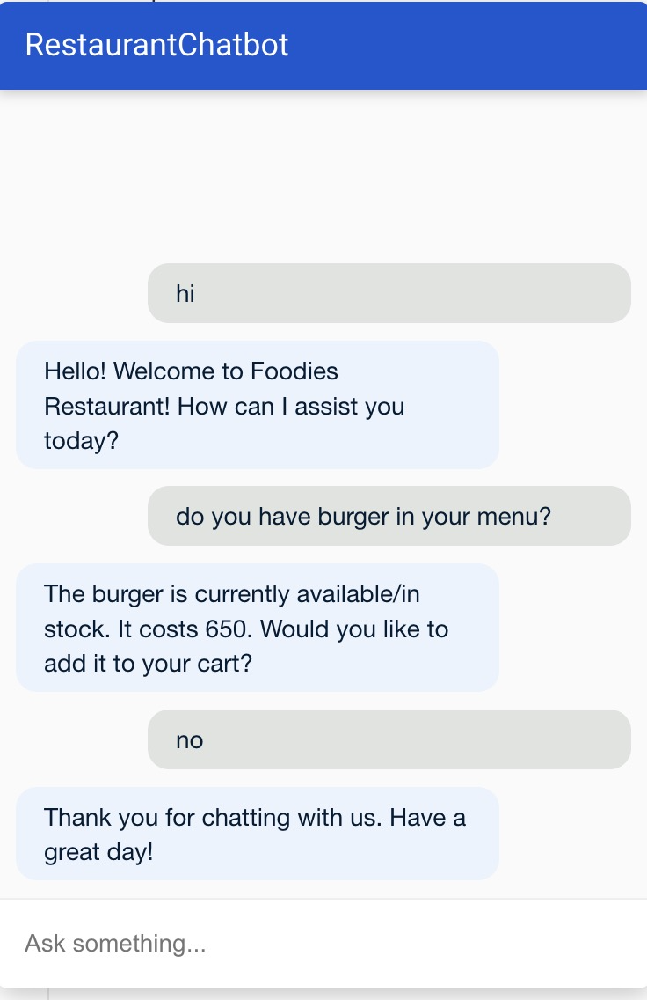 RestaurantChatbot
hi
Hello! Welcome to Foodies
Restaurant! How can I assist you
today?
do you have burger in your menu?
The burger is currently available/in
stock. It costs 650. Would you like to
add it to your cart?
no
Thank you for chatting with us. Have a
great day!
Ask something...